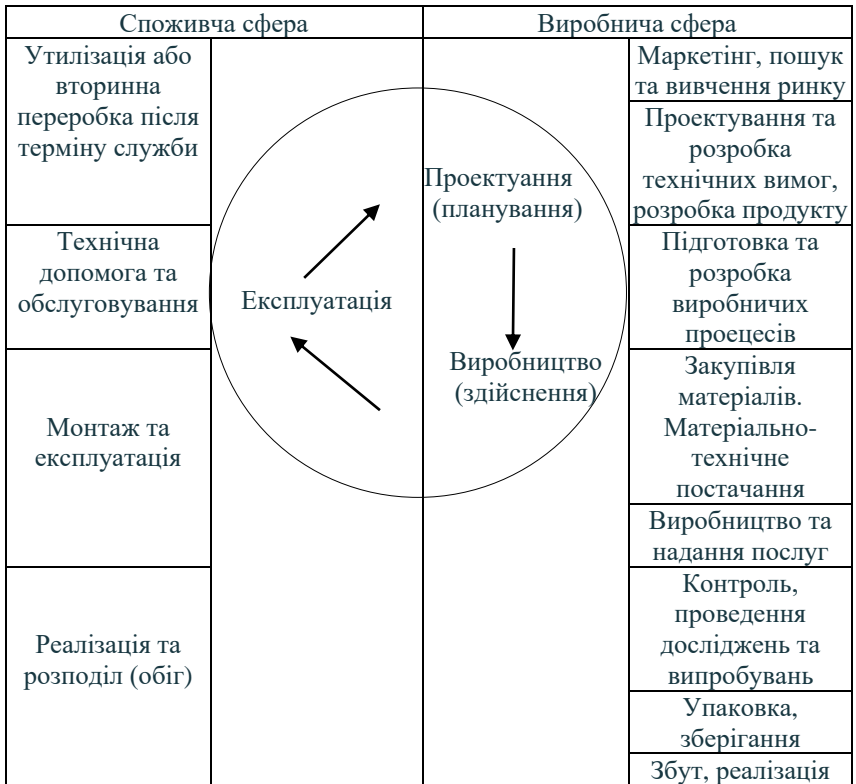 Споживча сфера
Виробнича сфера
Утилізація або
вторинна
переробка після
терміну служби
Технічна
допомога та
обслуговування
Монтаж та
експлуатація
Реалізація та
розподіл (обіг)
Експлуатація
Проектуання
(планування)
Виробництво
(здійснення)
Маркетінг, пошук
та вивчення ринку
Проектування та
розробка
технічних вимог,
розробка продукту
Підготовка та
розробка
виробничих
проецесів
Закупівля
матеріалів.
Матеріально-
технічне
постачання
Виробництво та
надання послуг
Контроль,
проведення
досліджень та
випробувань
Упаковка,
зберігання
Збут, реалізація